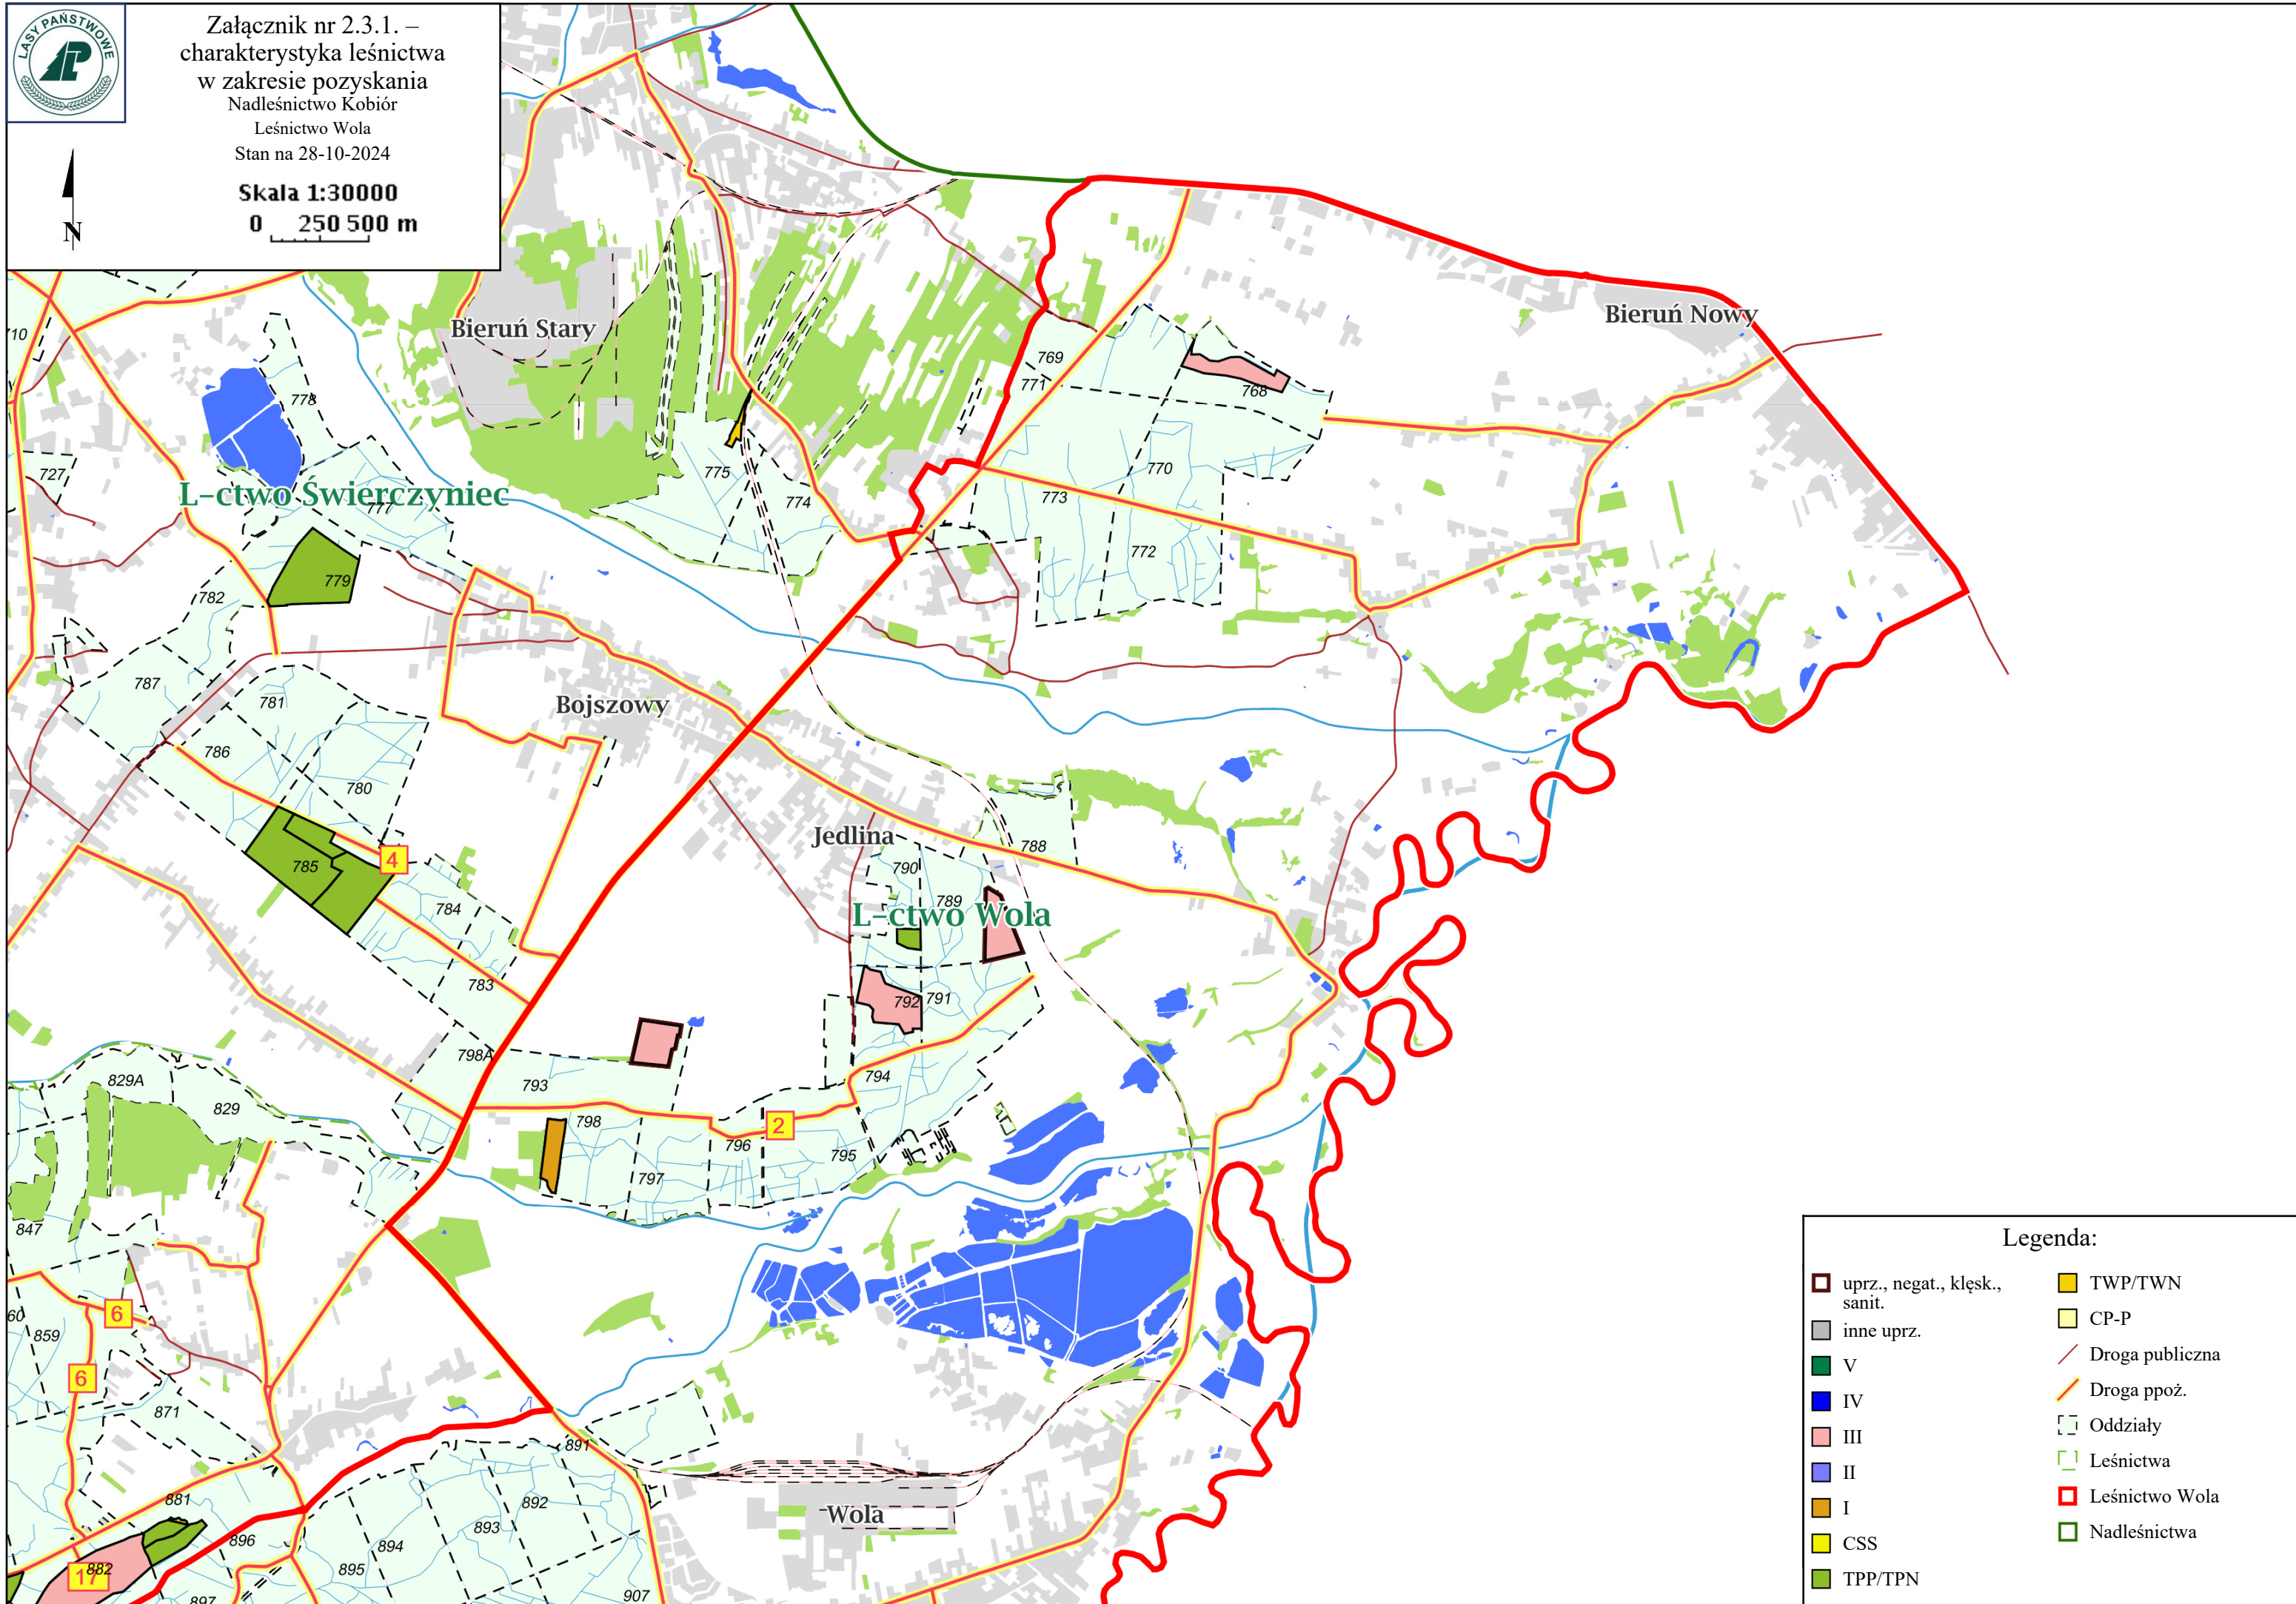 LASY PAŃSTWOWE
Załącznik nr 2.3.1. –
charakterystyka leśnictwa
w zakresie pozyskania
Nadleśnictwo Kobiór
Leśnictwo Wola
Stan na 28-10-2024
Skala 1:30000
0 250 500 m
N
Bieruń Nowy
Bieruń Stary
710
769
771
768
778
727
775
770
L-ctwo Świerczyniec
777
774
773
772
779
782
787
781
Bojszowy
786
780
Jedlina
788
4
785
790
789
784
L-ctwo Wola
783
792
791
798A
793
794
829A
829
798
2
796
795
797
847
60
859
6
6
871
891
881
892
Wola
893
896
894
895
17
882
897
907
Legenda:
uprz., negat., klęsk.,
sanit.
inne uprz.
V
IV
III
II
I
CSS
TPP/TPN
TWP/TWN
CP-P
Droga publiczna
Droga ppoż.
Oddziały
Leśnictwa
Leśnictwo Wola
Nadleśnictwa